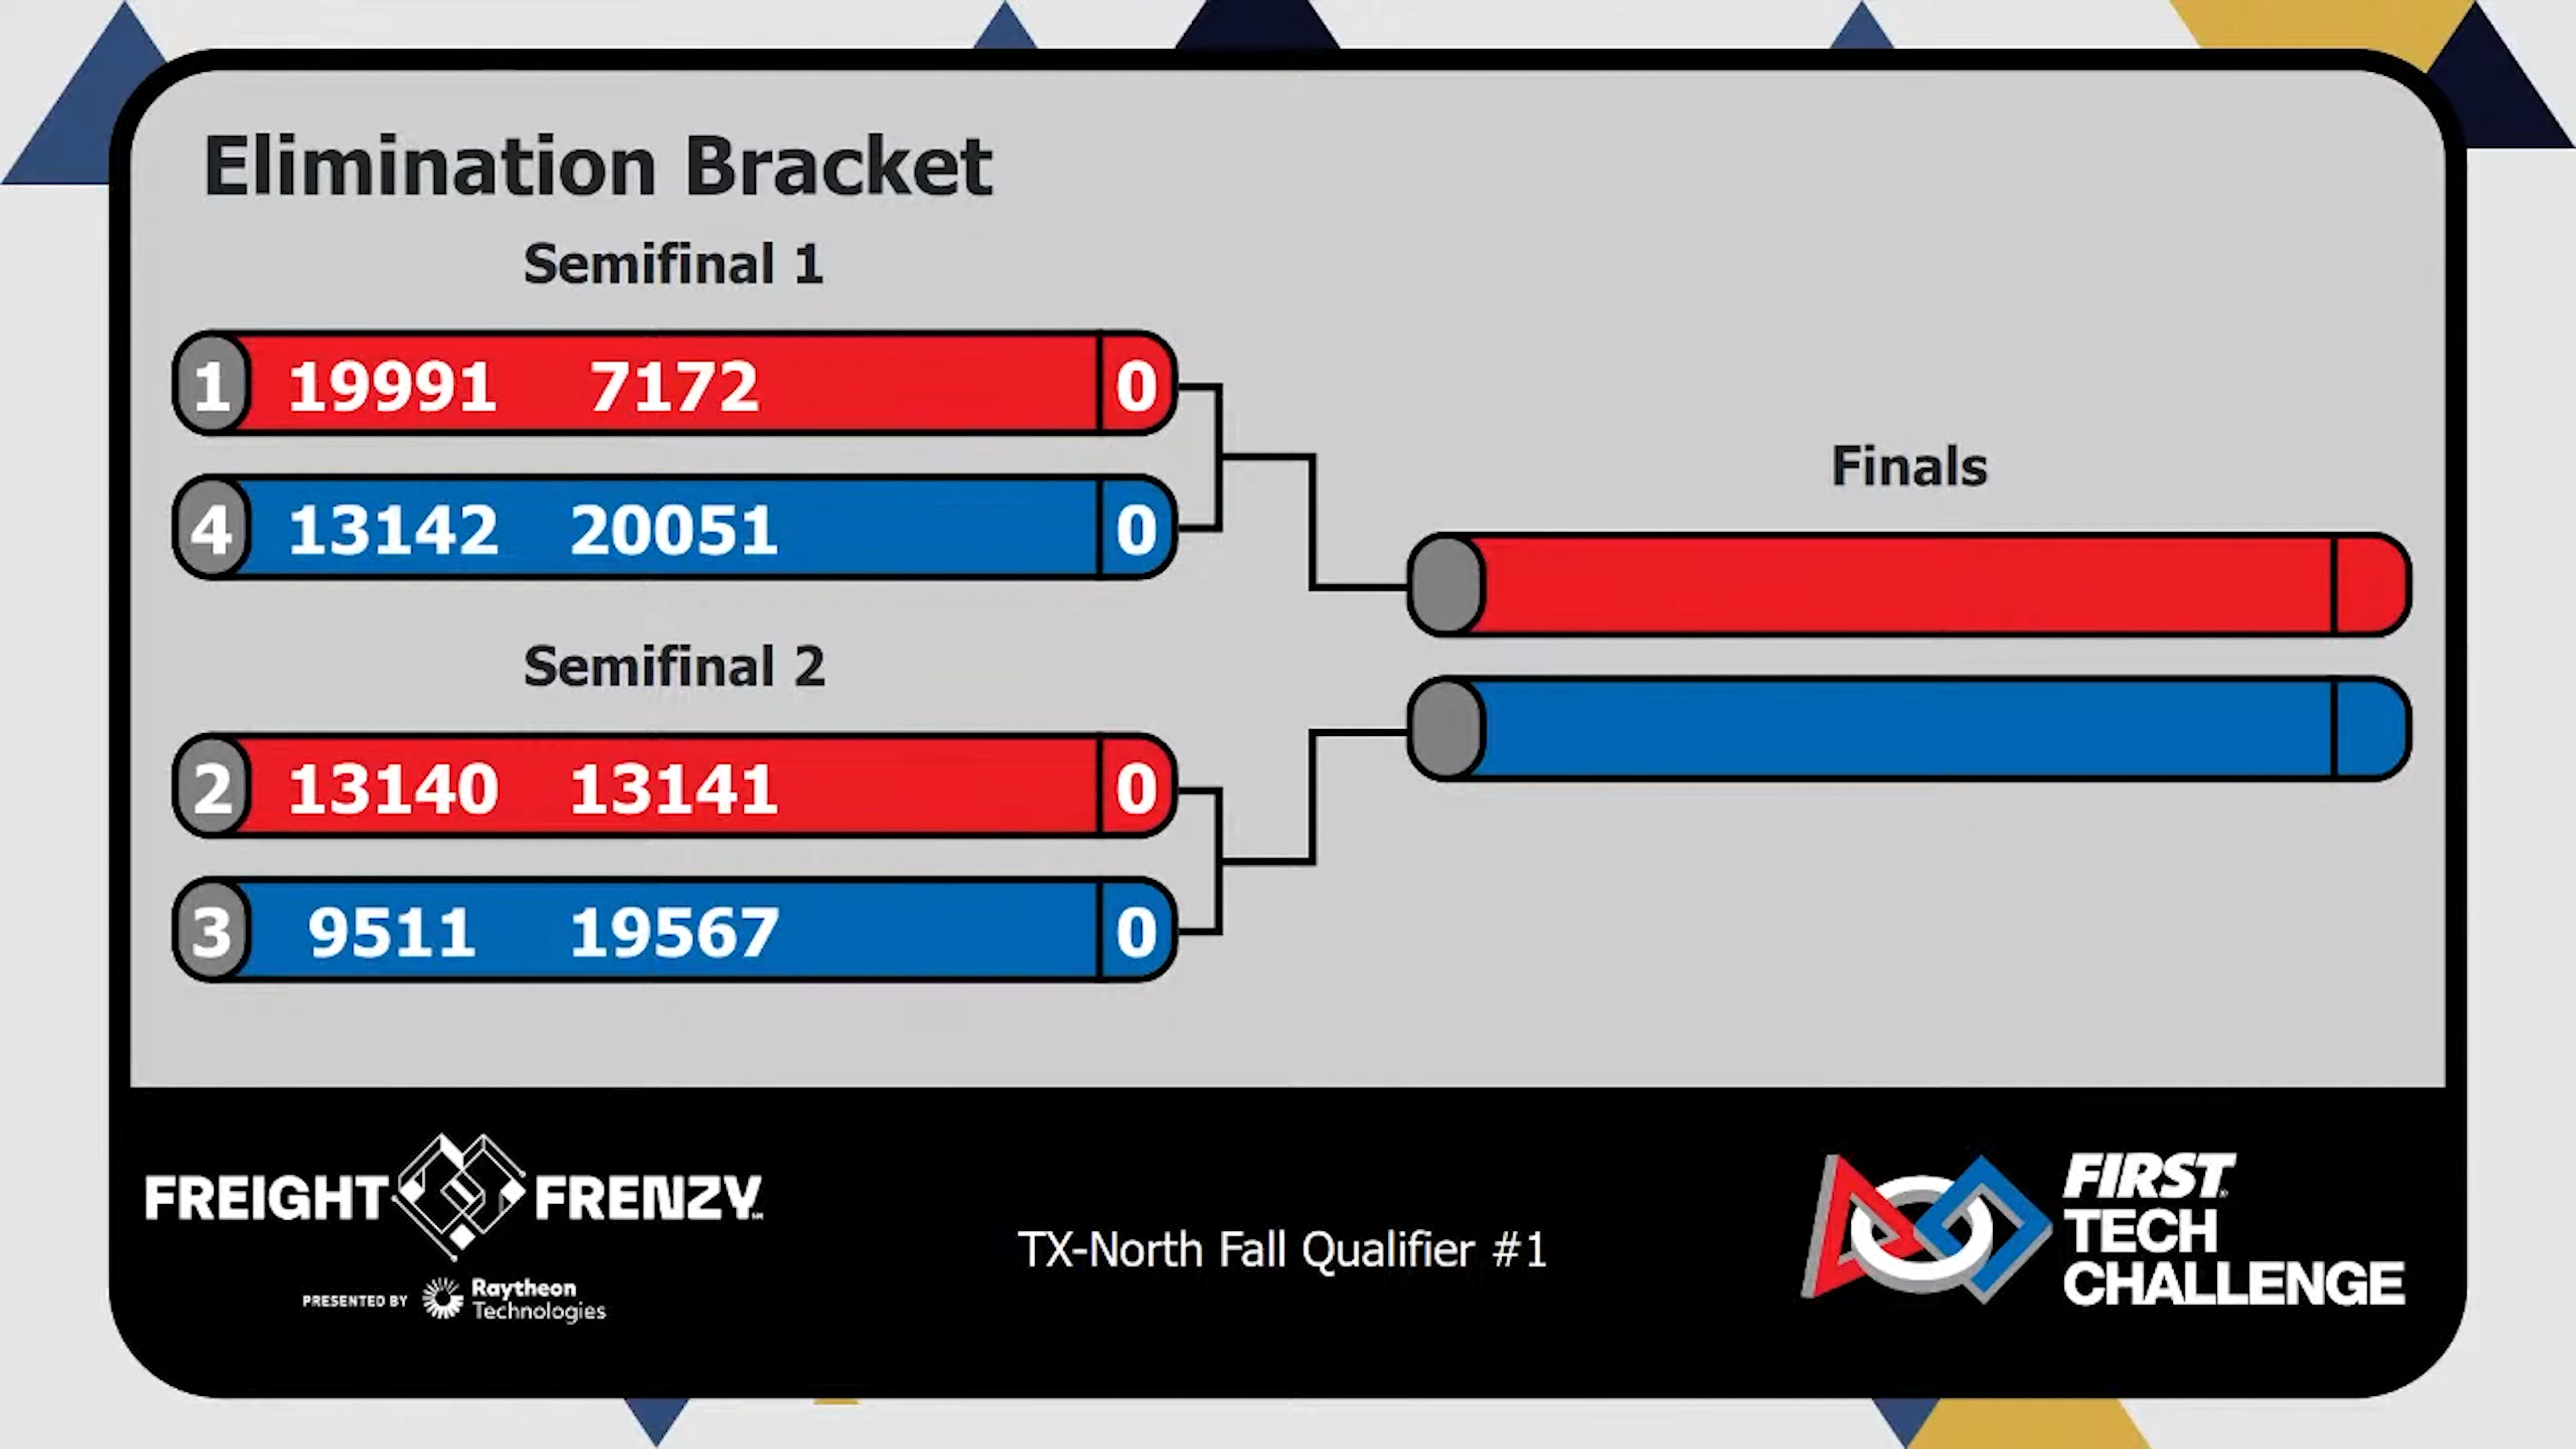 Elimination Bracket
Semifinal 1
1 19991 7172 0
4 13142 20051 0
Semifinal 2
2 13140 13141 0
3 9511 19567 0
Finals
FREIGHT FRENZY
PRESENTED BY Raytheon Technologies
TX-North Fall Qualifier #1
FIRST
TECH
CHALLENGE